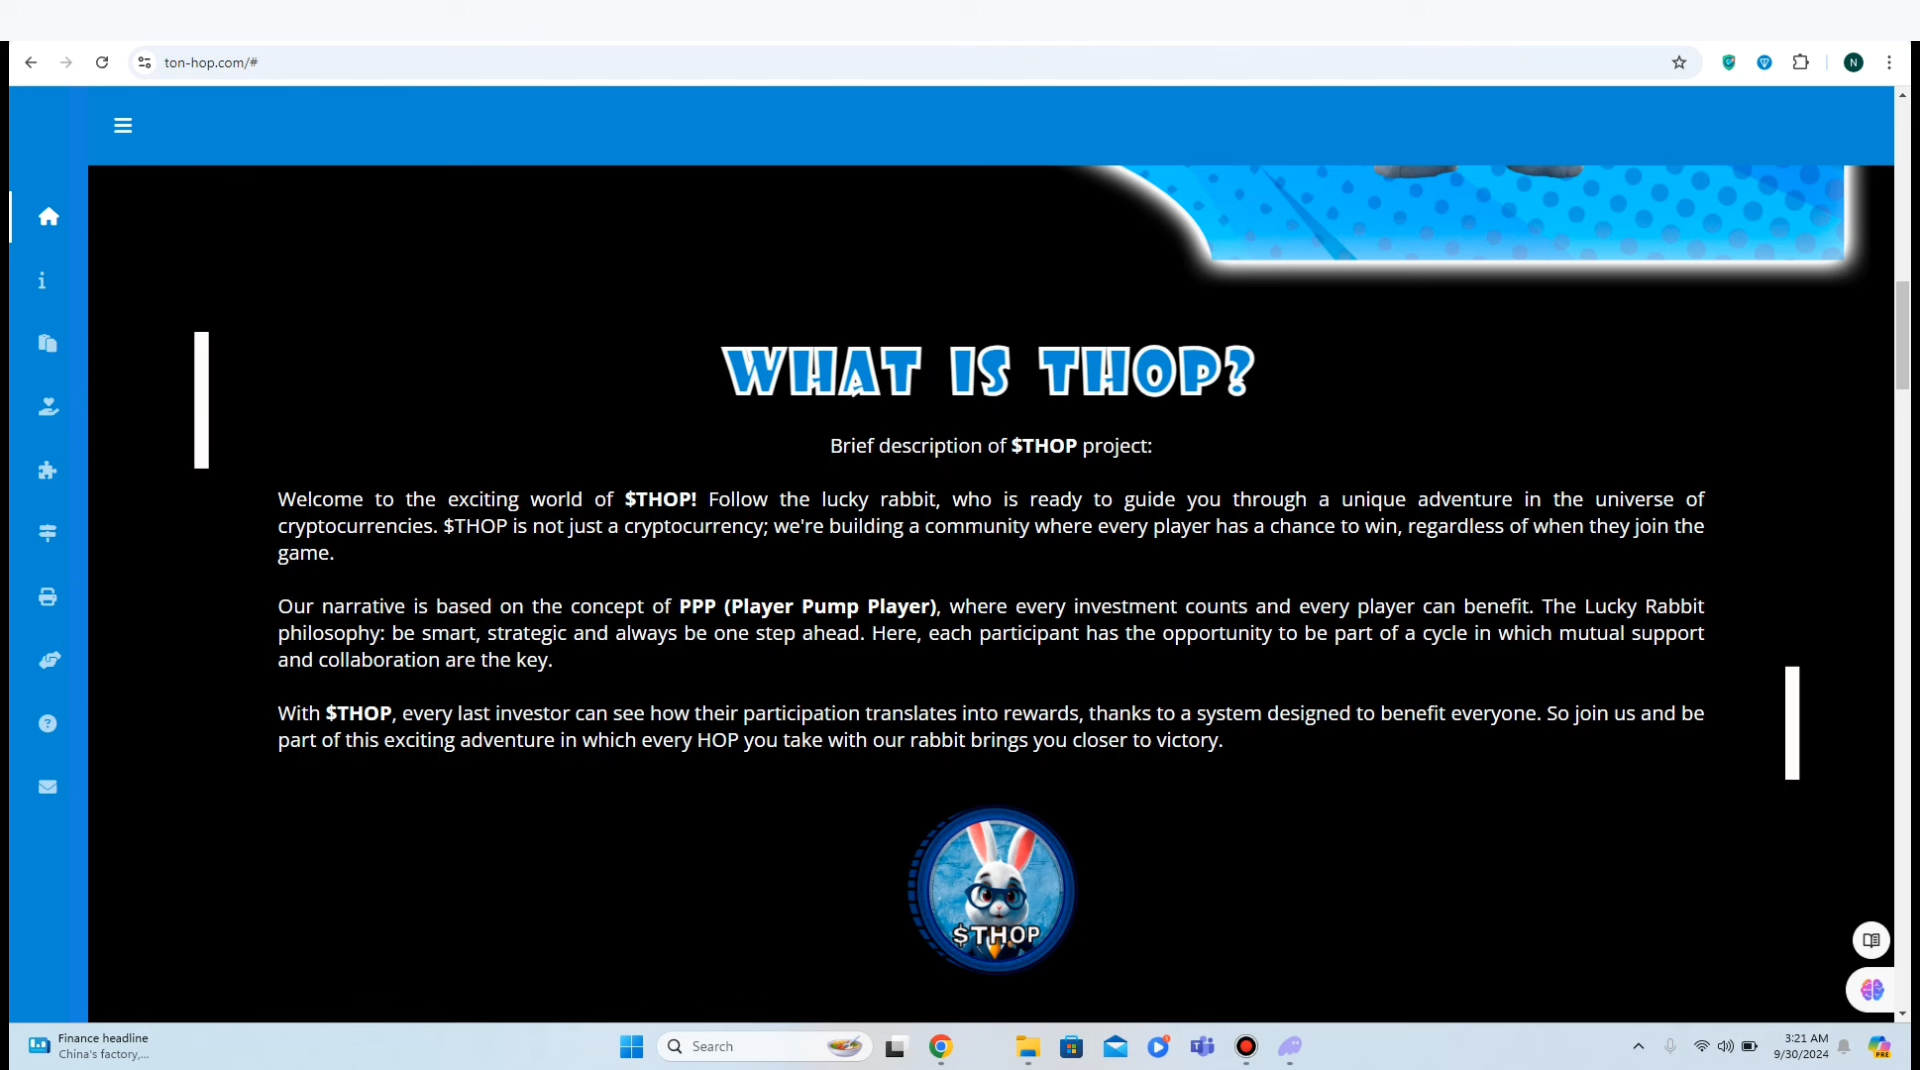 ton-hop.com/#
N
WHAT IS THOP?
Brief description of $THOP project:
Welcome to the exciting world of $THOP! Follow the lucky rabbit, who is ready to guide you through a unique adventure in the universe of
cryptocurrencies. $THOP is not just a cryptocurrency; we're building a community where every player has a chance to win, regardless of when they join the
game.
Our narrative is based on the concept of PPP (Player Pump Player), where every investment counts and every player can benefit. The Lucky Rabbit
philosophy: be smart, strategic and always be one step ahead. Here, each participant has the opportunity to be part of a cycle in which mutual support
and collaboration are the key.
With $THOP, every last investor can see how their participation translates into rewards, thanks to a system designed to benefit everyone. So join us and be
part of this exciting adventure in which every HOP you take with our rabbit brings you closer to victory.
$THOP
Finance headline
China's factory,...
Search
3:21 AM
9/30/2024
PRE